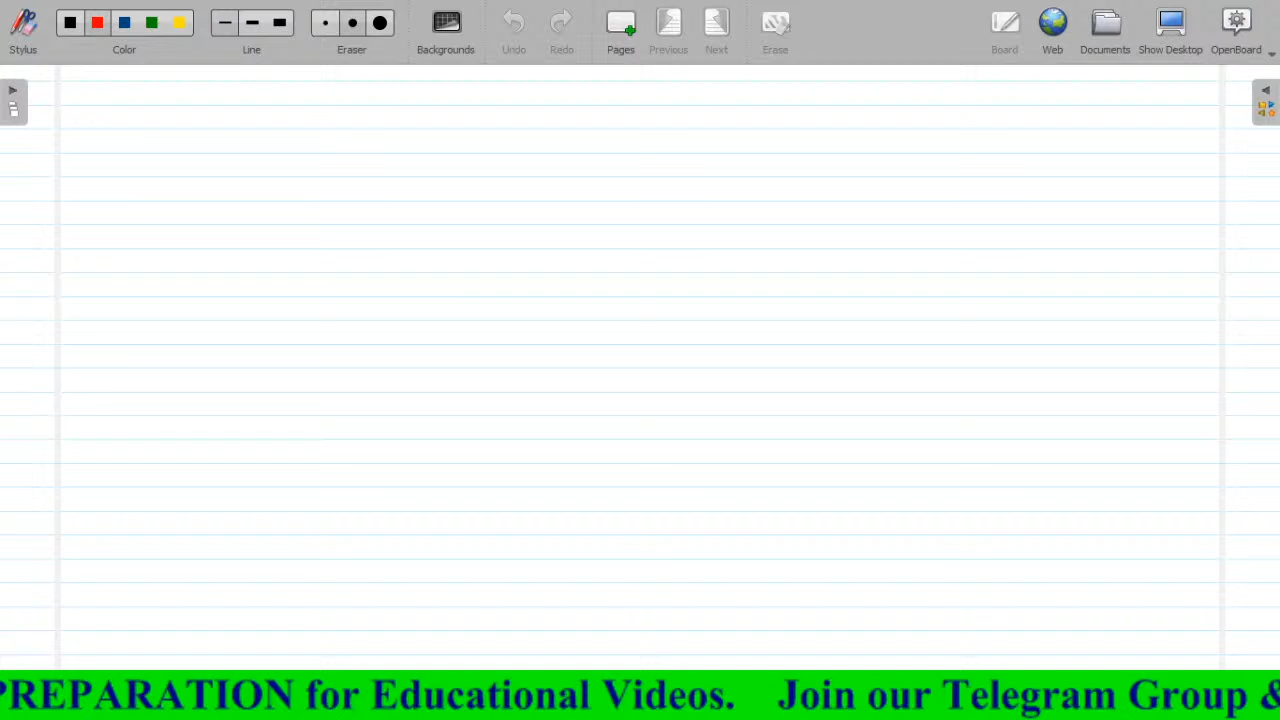 Stylus Color Line Eraser Backgrounds Undo Redo Pages Previous Next Erase Board Web Documents Show Desktop OpenBoard
PREPARATION for Educational Videos. Join our Telegram Group &